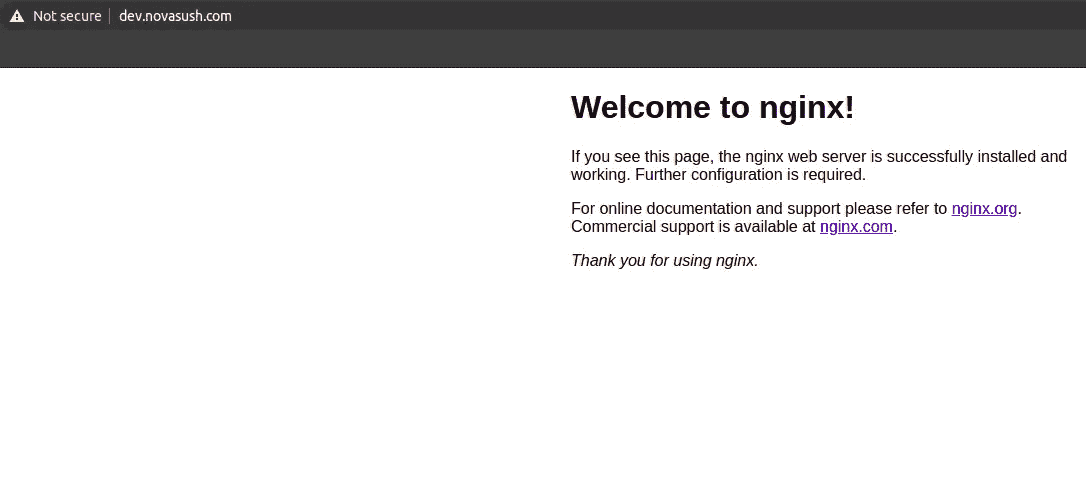 Not secure | dev.novasush.com
Welcome to nginx!
If you see this page, the nginx web server is successfully installed and
working. Further configuration is required.
For online documentation and support please refer to nginx.org.
Commercial support is available at nginx.com.
Thank you for using nginx.